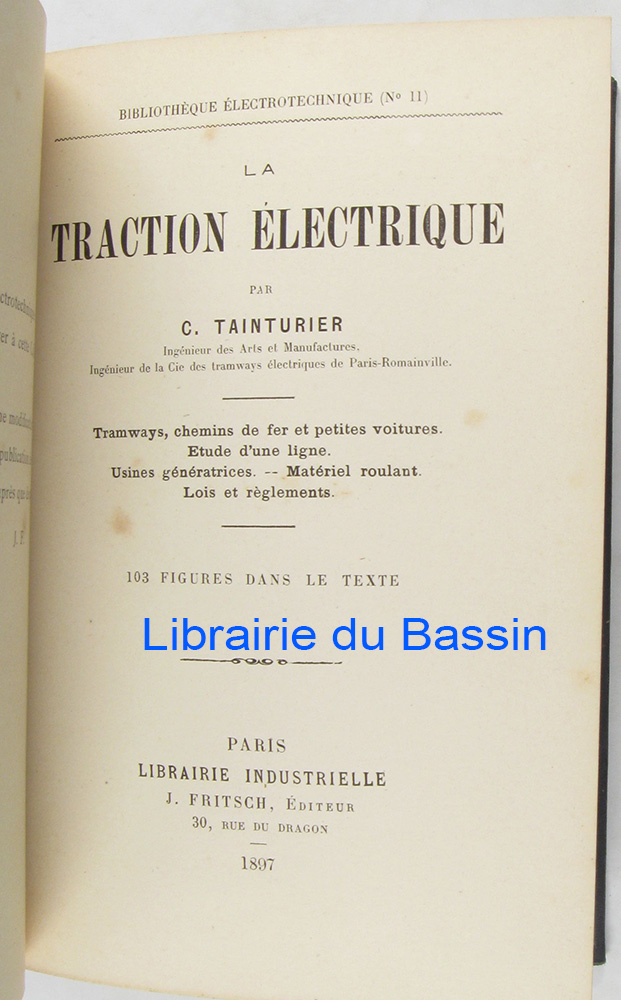 BIBLIOTHÈQUE ÉLECTROTECHNIQUE (No 11)
LA
TRACTION ÉLECTRIQUE
PAR
C. TAINTURIER
Ingénieur des Arts et Manufactures.
Ingénieur de la Cie des tramways électriques de Paris-Romainville.
Tramways, chemins de fer et petites voitures.
Etude d'une ligne.
Usines génératrices. -- Matériel roulant.
Lois et règlements.
103 FIGURES DANS LE TEXTE
Librairie du Bassin
PARIS
LIBRAIRIE INDUSTRIELLE
J. FRITSCH, ÉDITEUR
30, RUE DU DRAGON
1897
à cette
publication
J. F.